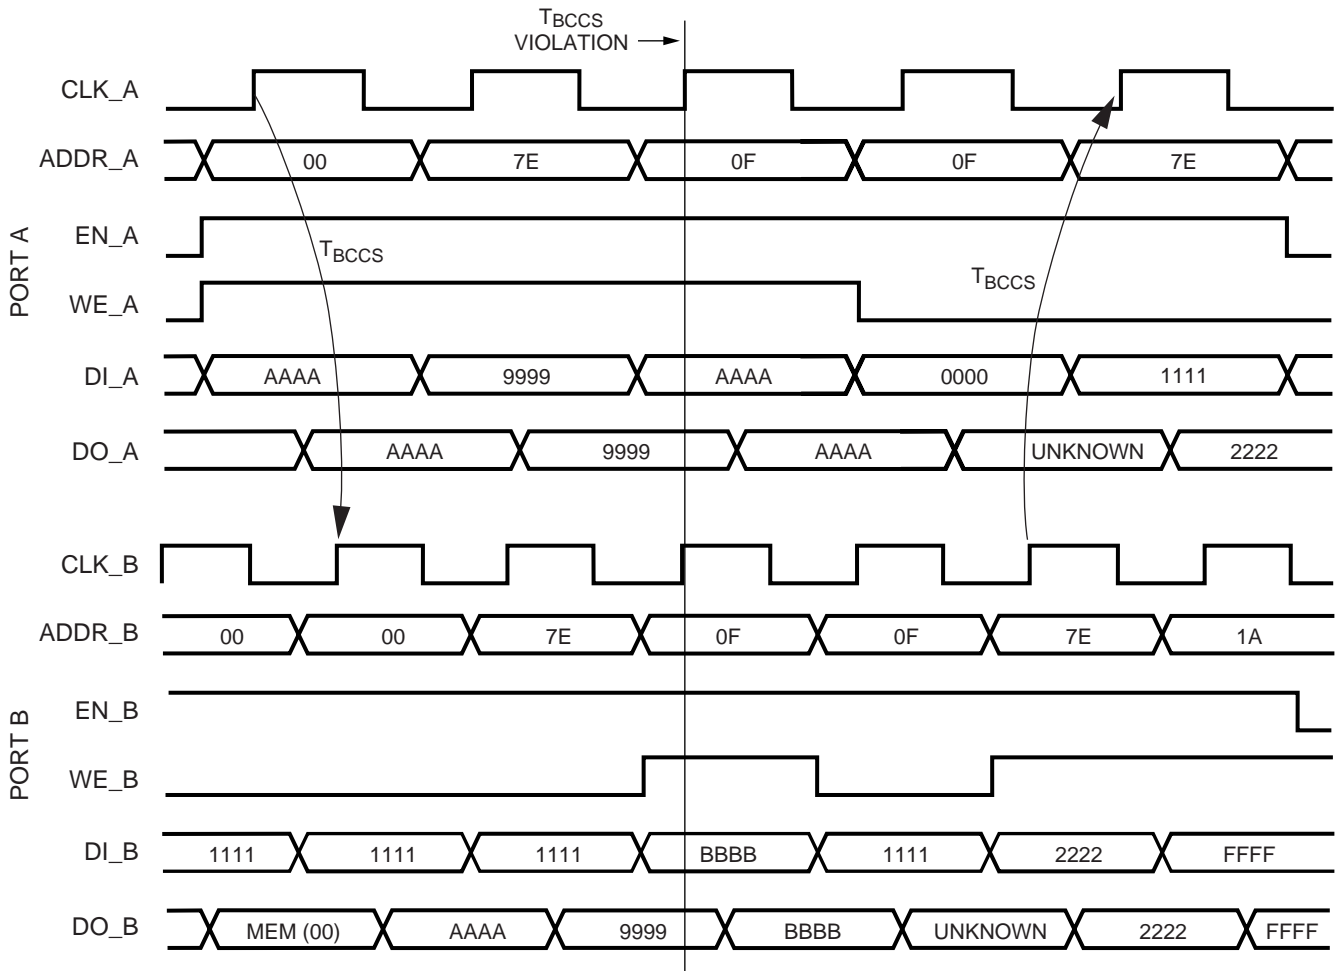 TBCCS
VIOLATION
CLK_A
ADDR_A 00 7E 0F 0F 7E
PORT A
EN_A
TBCCS
TBCCS
WE_A
DI_A AAAA 9999 AAAA 0000 1111
DO_A AAAA 9999 AAAA UNKNOWN 2222
CLK_B
ADDR_B 00 00 7E 0F 0F 7E 1A
PORT B
EN_B
WE_B
DI_B 1111 1111 1111 BBBB 1111 2222 FFFF
DO_B MEM (00) AAAA 9999 BBBB UNKNOWN 2222 FFFF